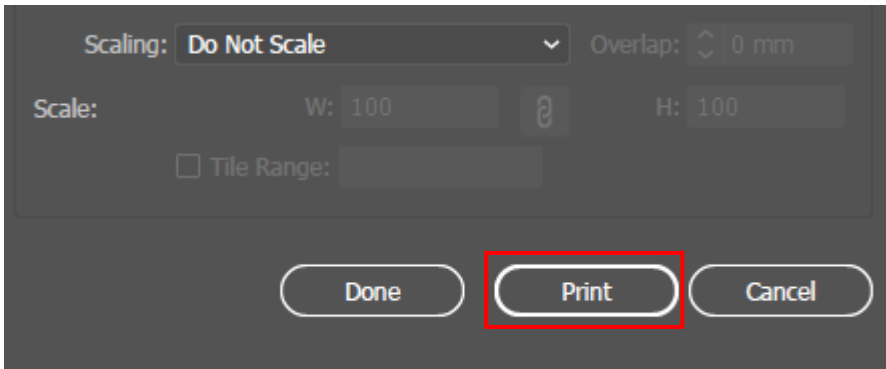 Scaling: Do Not Scale Overlap: 0 mm
Scale: W: 100 H: 100
Tile Range:
Done Print Cancel